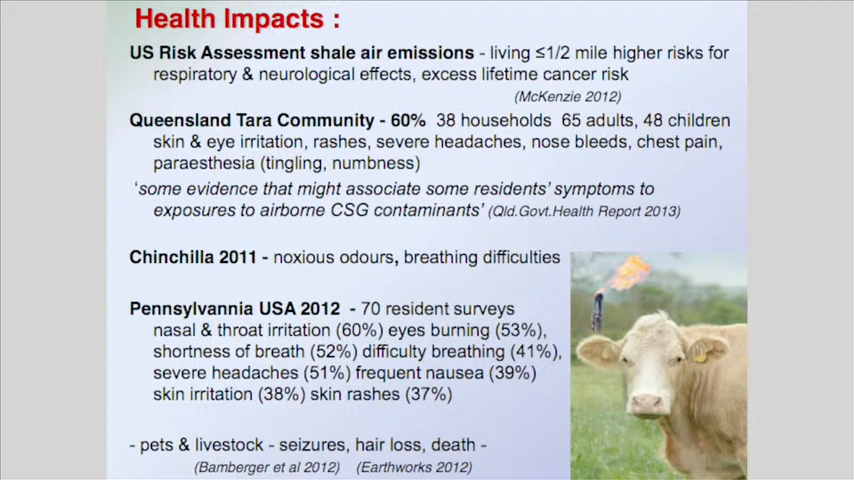 Health Impacts :
US Risk Assessment shale air emissions - living ≤1/2 mile higher risks for
respiratory & neurological effects, excess lifetime cancer risk
(McKenzie 2012)
Queensland Tara Community - 60% 38 households 65 adults, 48 children
skin & eye irritation, rashes, severe headaches, nose bleeds, chest pain,
paraesthesia (tingling, numbness)
'some evidence that might associate some residents' symptoms to
exposures to airborne CSG contaminants' (Qld.Govt.Health Report 2013)
Chinchilla 2011 - noxious odours, breathing difficulties
Pennsylvannia USA 2012 - 70 resident surveys
nasal & throat irritation (60%) eyes burning (53%),
shortness of breath (52%) difficulty breathing (41%),
severe headaches (51%) frequent nausea (39%)
skin irritation (38%) skin rashes (37%)
- pets & livestock - seizures, hair loss, death -
(Bamberger et al 2012) (Earthworks 2012)